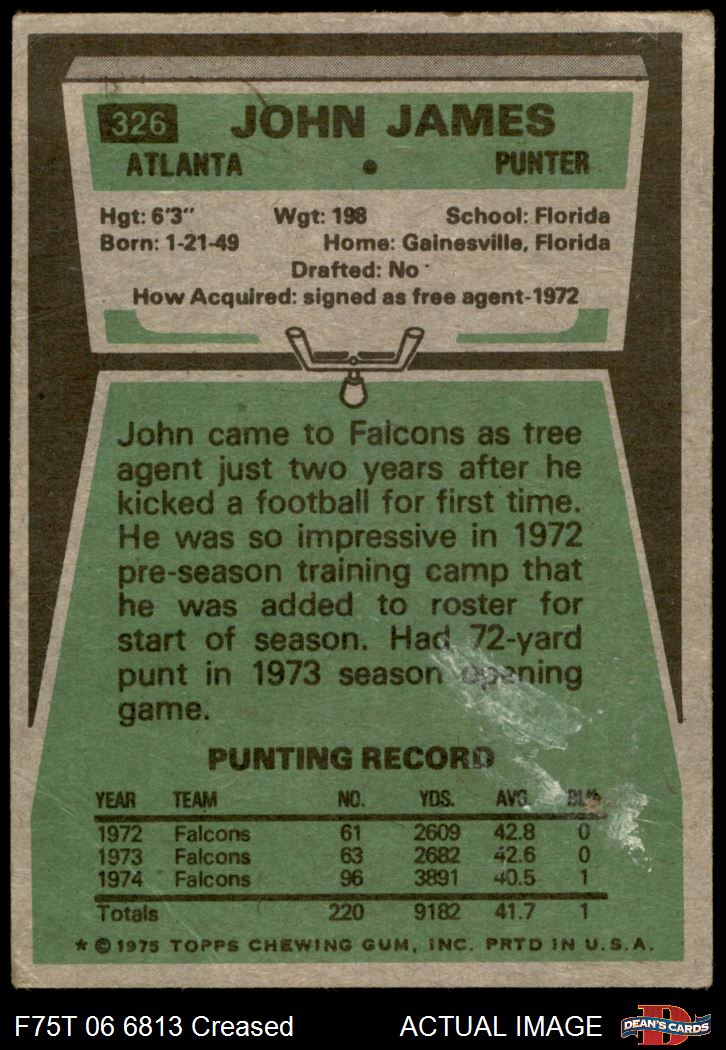 326 JOHN JAMES
ATLANTA • PUNTER
Hgt: 6'3" Wgt: 198 School: Florida
Born: 1-21-49 Home: Gainesville, Florida
Drafted: No
How Acquired: signed as free agent-1972
John came to Falcons as free
agent just two years after he
kicked a football for first time.
He was so impressive in 1972
pre-season training camp that
he was added to roster for
start of season. Had 72-yard
punt in 1973 season opening
game.
PUNTING RECORD
YEAR TEAM NO. YDS. AVG. BLK
1972 Falcons 61 2609 42.8 0
1973 Falcons 63 2682 42.6 0
1974 Falcons 96 3891 40.5 1
Totals 220 9182 41.7 1
* © 1975 TOPPS CHEWING GUM, INC. PRTD IN U.S.A.
F75T 06 6813 Creased ACTUAL IMAGE
D
DEAN'S CARDS